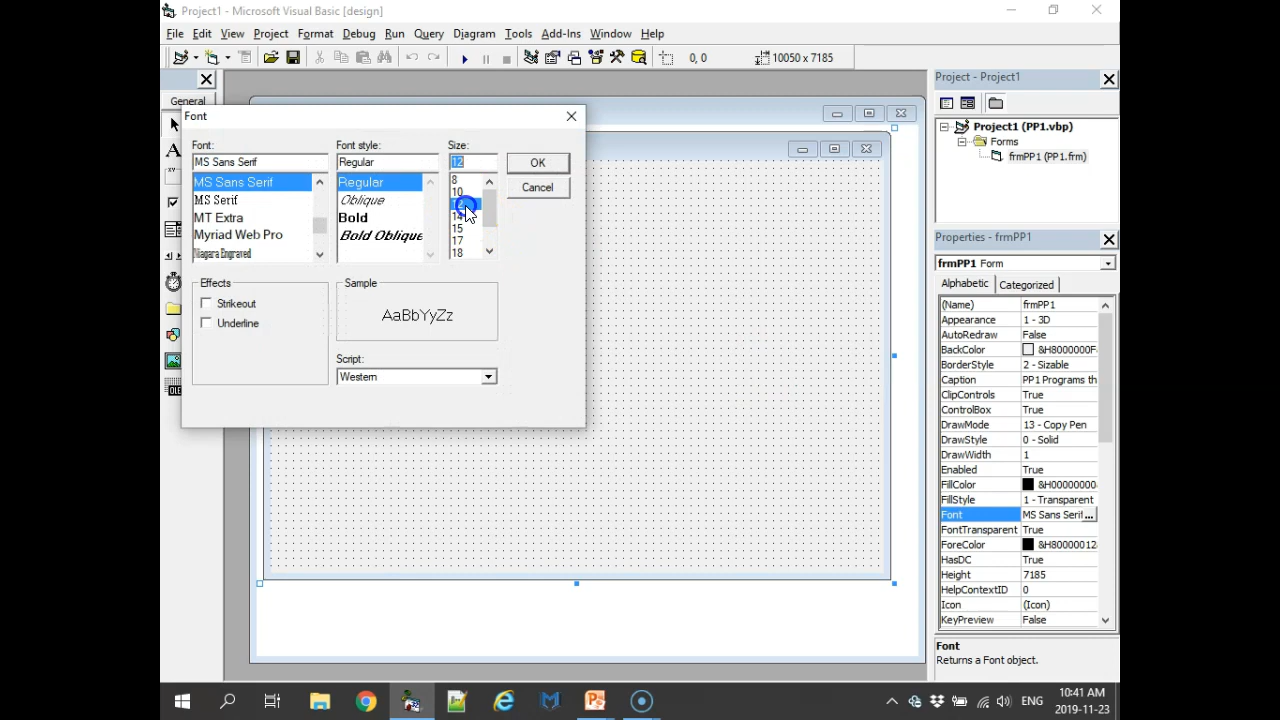 Project1 - Microsoft Visual Basic [design]
File Edit View Project Format Debug Run Query Diagram Tools Add-Ins Window Help
0, 0 10050 x 7185
General
Font
Font:
MS Sans Serif
MS Sans Serif
MS Serif
MT Extra
Myriad Web Pro
Niagara Engraved
Font style:
Regular
Regular
Oblique
Bold
Bold Oblique
Size:
12
8
10
14
15
17
18
OK
Cancel
Effects
Strikeout
Underline
Sample
AaBbYyZz
Script:
Western
OLE
Project - Project1
Project1 (PP1.vbp)
Forms
frmPP1 (PP1.frm)
Properties - frmPP1
frmPP1 Form
Alphabetic Categorized
(Name) frmPP1
Appearance 1 - 3D
AutoRedraw False
BackColor &H8000000F
BorderStyle 2 - Sizable
Caption PP1 Programs th
ClipControls True
ControlBox True
DrawMode 13 - Copy Pen
DrawStyle 0 - Solid
DrawWidth 1
Enabled True
FillColor &H00000000
FillStyle 1 - Transparent
Font MS Sans Serif ...
FontTransparent True
ForeColor &H80000012
HasDC True
Height 7185
HelpContextID 0
Icon (Icon)
KeyPreview False
Font
Returns a Font object.
ENG
10:41 AM
2019-11-23